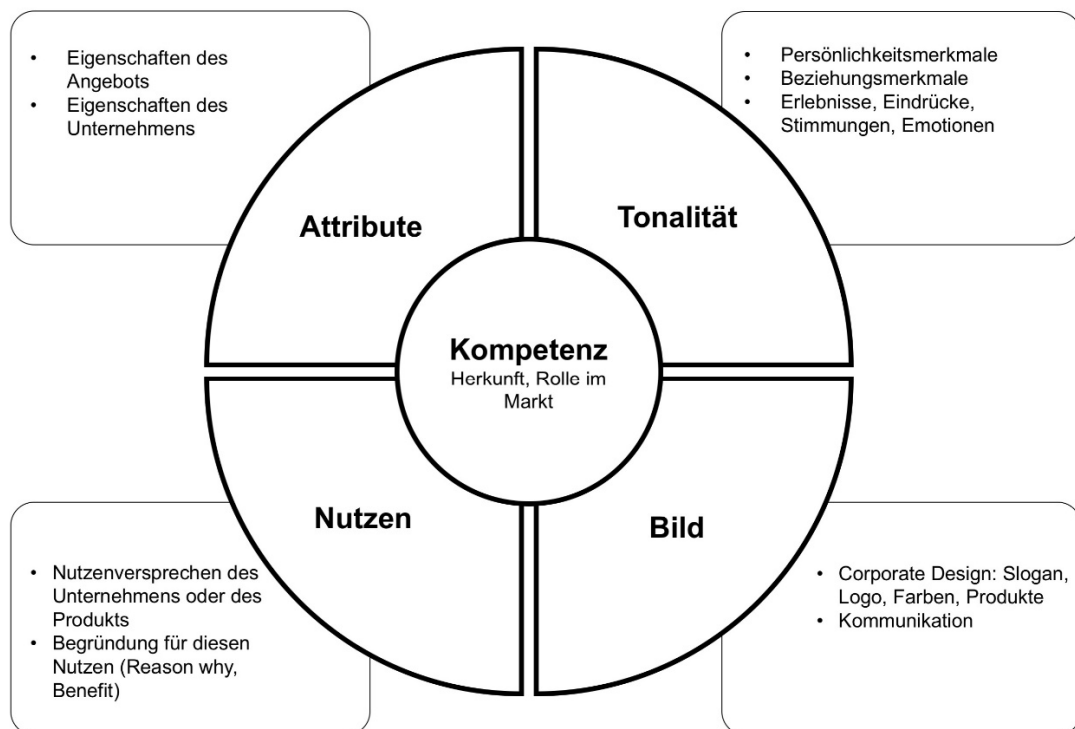 • Eigenschaften des
Angebots
• Eigenschaften des
Unternehmens
• Persönlichkeitsmerkmale
• Beziehungsmerkmale
• Erlebnisse, Eindrücke,
Stimmungen, Emotionen
Attribute
Tonalität
Kompetenz
Herkunft, Rolle im
Markt
Nutzen
Bild
• Nutzenversprechen des
Unternehmens oder des
Produkts
• Begründung für diesen
Nutzen (Reason why,
Benefit)
• Corporate Design: Slogan,
Logo, Farben, Produkte
• Kommunikation